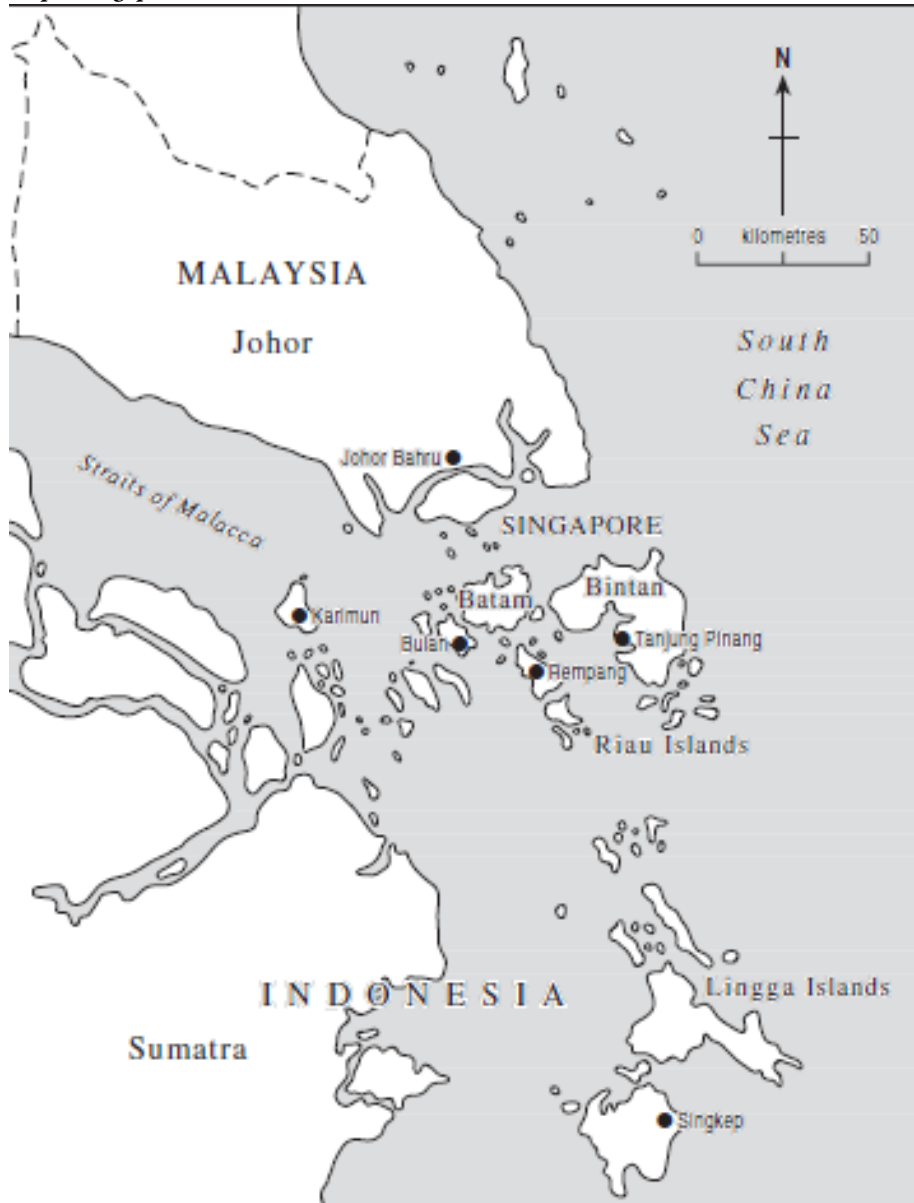 N
0 kilometres 50
MALAYSIA
Johor
South
China
Sea
Johor Bahru
Straits of Malacca
SINGAPORE
Batam
Bintan
Karimun
Bulan
Tanjung Pinang
Rempang
Riau Islands
INDONESIA
Lingga Islands
Sumatra
Singkep